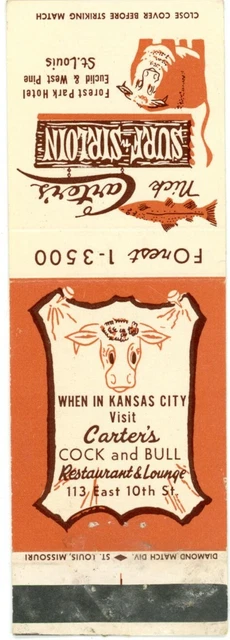 CLOSE COVER BEFORE STRIKING MATCH
Forest Park Hotel
Euclid & West Pine
St. Louis
Nick Carter's
SURF 'n SIRLOIN
FOrest 1-3500
WHEN IN KANSAS CITY
Visit
Carter's
COCK and BULL
Restaurant & Lounge
113 East 10th St.
DIAMOND MATCH DIV. ST. LOUIS, MISSOURI